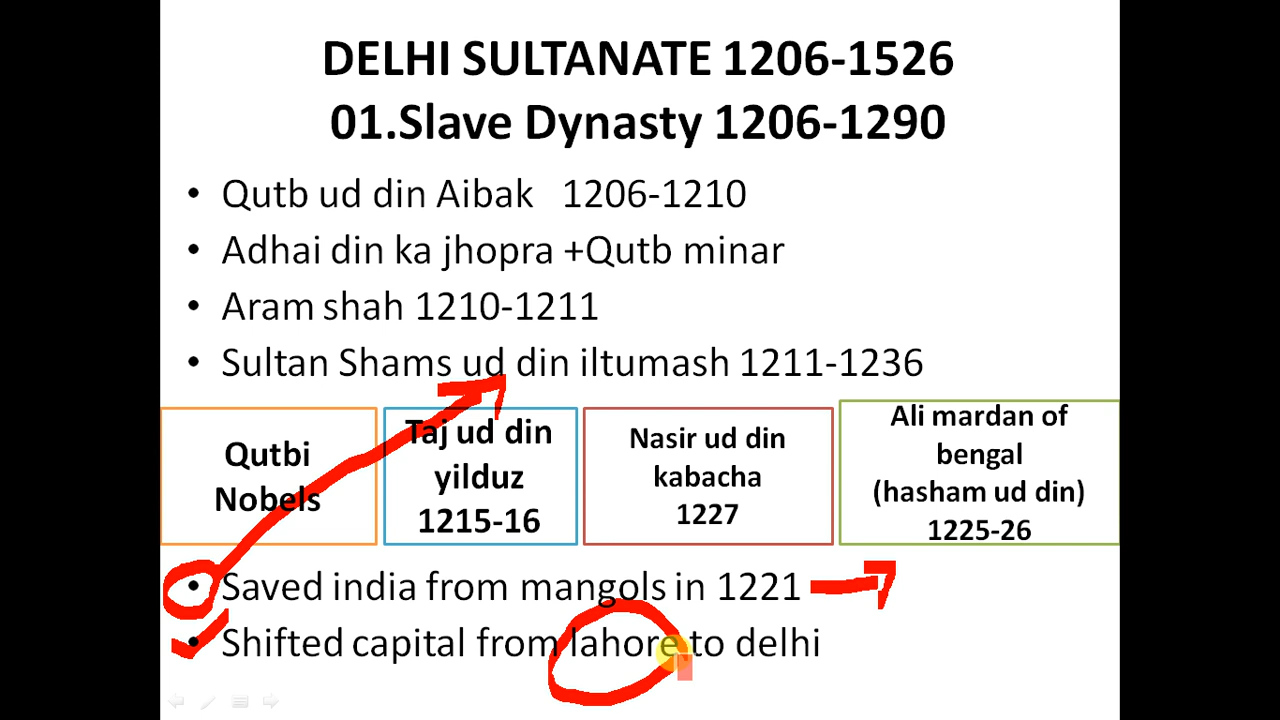 DELHI SULTANATE 1206-1526
01.Slave Dynasty 1206-1290
• Qutb ud din Aibak 1206-1210
• Adhai din ka jhopra +Qutb minar
• Aram shah 1210-1211
• Sultan Shams ud din iltumash 1211-1236
Qutbi
Nobels
Taj ud din
yilduz
1215-16
Nasir ud din
kabacha
1227
Ali mardan of
bengal
(hasham ud din)
1225-26
• Saved india from mangols in 1221
• Shifted capital from lahore to delhi